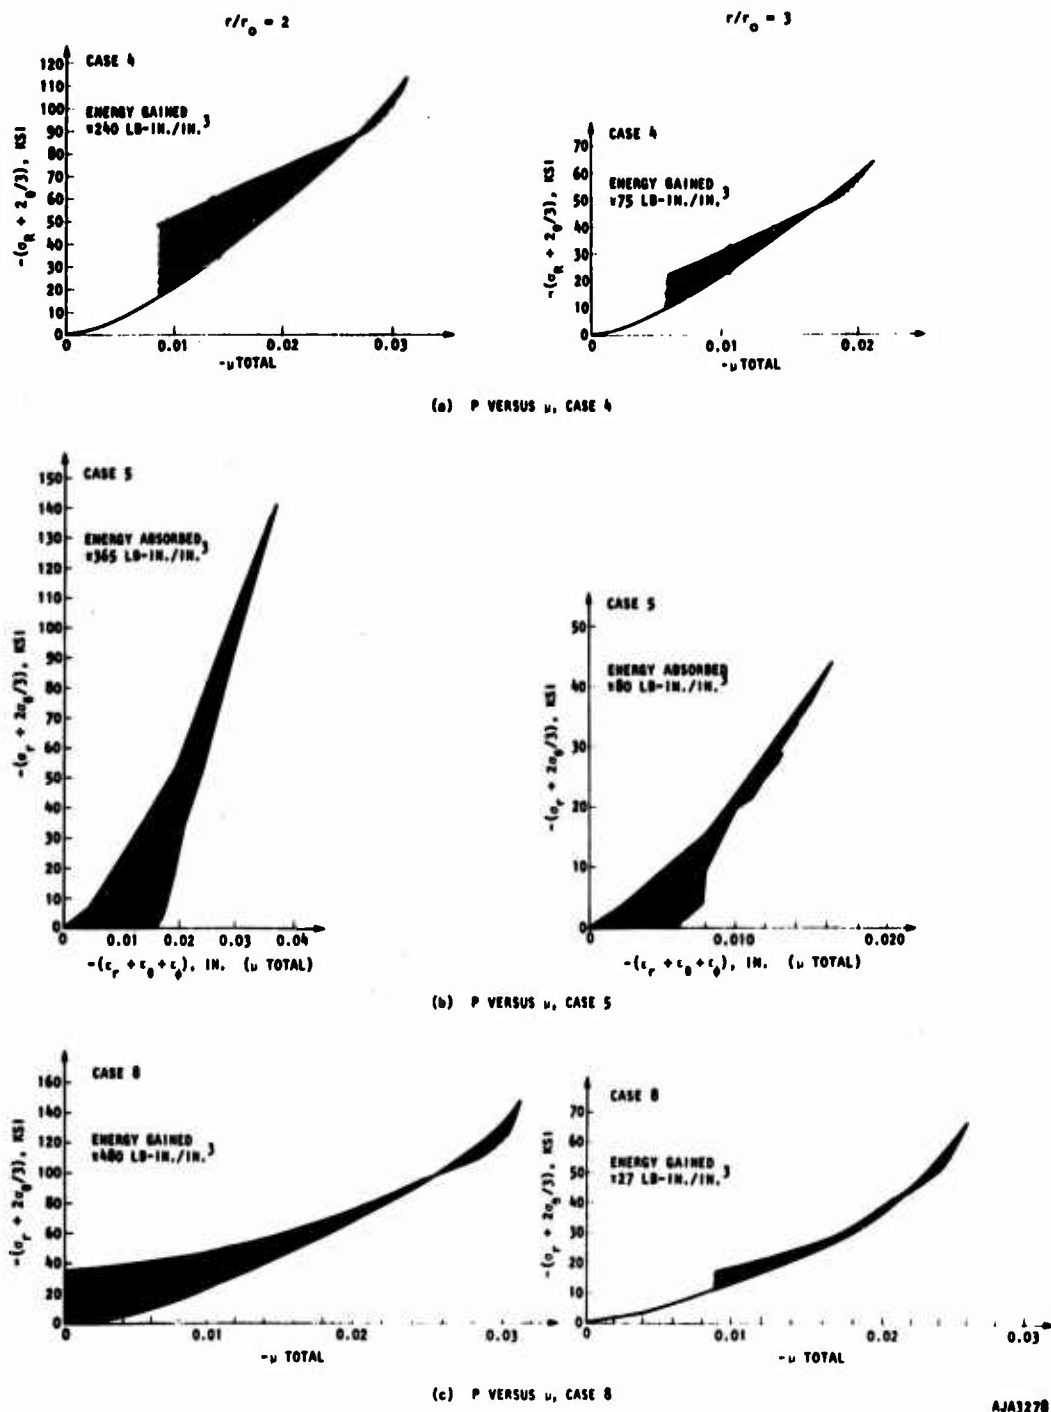 r/r₀ = 2
r/r₀ = 3
CASE 4
ENERGY GAINED
≈240 LB-IN./IN.³
-(σR + 2θ/3), KSI
120
110
100
90
80
70
60
50
40
30
20
10
0
0 0.01 0.02 0.03
-μ TOTAL
CASE 4
ENERGY GAINED
≈75 LB-IN./IN.³
-(σR + 2θ/3), KSI
70
60
50
40
30
20
10
0
0 0.01 0.02
-μ TOTAL
(a) P VERSUS μ, CASE 4
CASE 5
ENERGY ABSORBED
≈365 LB-IN./IN.³
-(σr + 2σθ/3), KSI
150
140
130
120
110
100
90
80
70
60
50
40
30
20
10
0
0 0.01 0.02 0.03 0.04
-(εr + εθ + εϕ), IN. (μ TOTAL)
CASE 5
ENERGY ABSORBED
≈80 LB-IN./IN.³
-(σr + 2σθ/3), KSI
50
40
30
20
10
0
0 0.010 0.020
-(εr + εθ + εϕ), IN. (μ TOTAL)
(b) P VERSUS μ, CASE 5
CASE 8
ENERGY GAINED
≈480 LB-IN./IN.³
-(σr + 2σθ/3), KSI
160
140
120
100
80
60
40
20
0
0 0.01 0.02 0.03
-μ TOTAL
CASE 8
ENERGY GAINED
≈27 LB-IN./IN.³
-(σr + 2σθ/3), KSI
70
60
50
40
30
20
10
0
0 0.01 0.02 0.03
-μ TOTAL
(c) P VERSUS μ, CASE 8
AJA3278